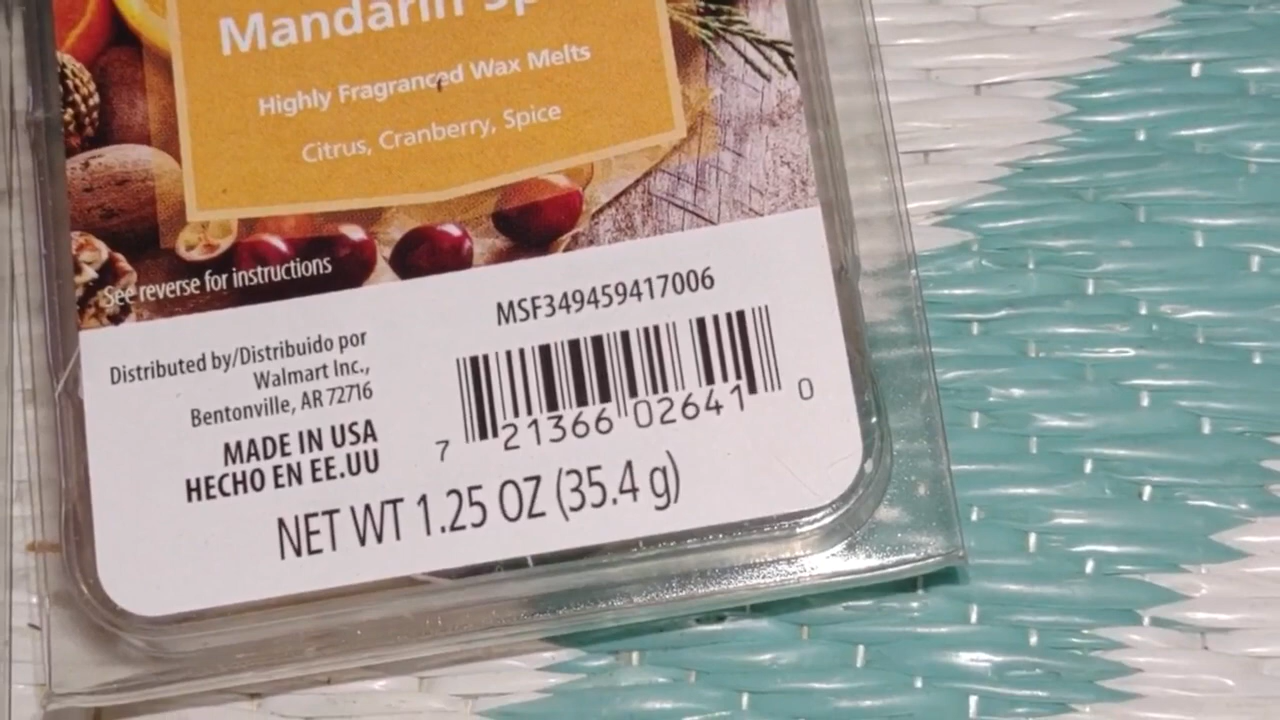 Mandarin
Highly Fragranced Wax Melts
Citrus, Cranberry, Spice
See reverse for instructions
Distributed by/Distribuido por
Walmart Inc.,
Bentonville, AR 72716
MADE IN USA
HECHO EN EE.UU
MSF349459417006
7 21366 02641 0
NET WT 1.25 OZ (35.4 g)